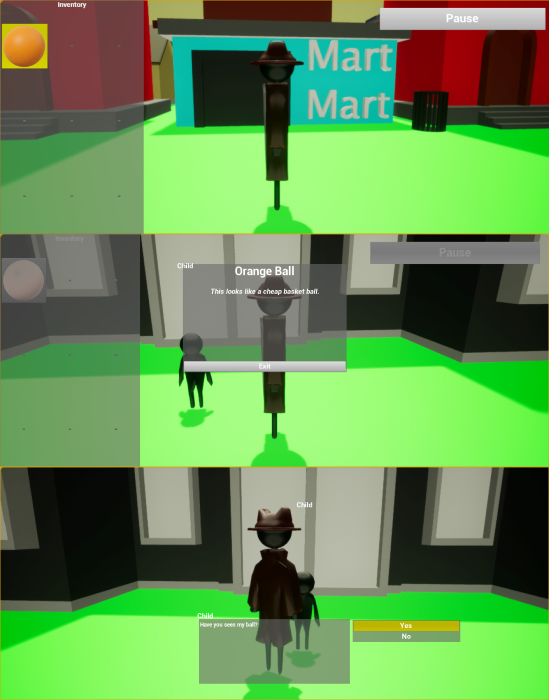 Inventory
Pause
Mart
Mart
Inventory
Pause
Child
Orange Ball
This looks like a cheap basket ball.
Exit
Child
Child
Have you seen my ball?
Yes
No